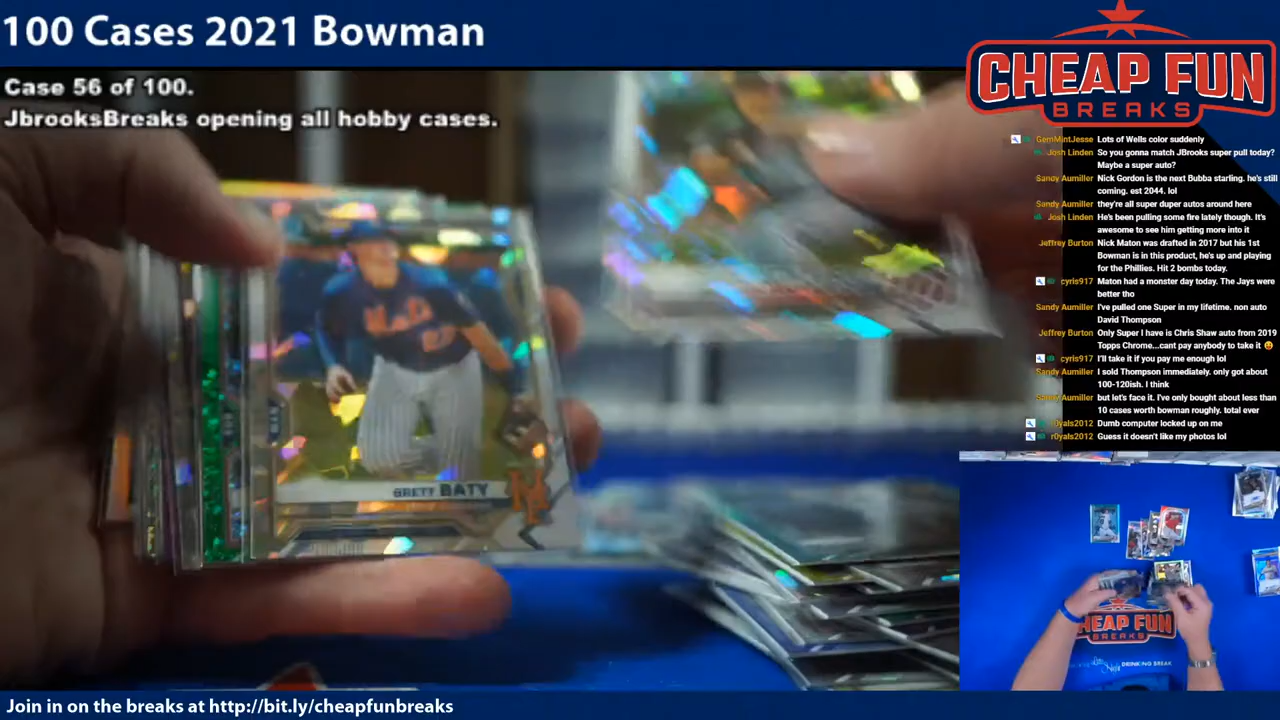 100 Cases 2021 Bowman
Case 56 of 100.
JbrooksBreaks opening all hobby cases.
CHEAP FUN
BREAKS
GemMintJesse Lots of Wells color suddenly
Josh Linden So you gonna match JBrooks super pull today?
Maybe a super auto?
Sandy Aumiller Nick Gordon is the next Bubba starling. he's still
coming. est 2044. lol
Sandy Aumiller they're all super duper autos around here
Josh Linden He's been pulling some fire lately though. It's
awesome to see him getting more into it
Jeffrey Burton Nick Maton was drafted in 2017 but his 1st
Bowman is in this product, he's up and playing
for the Phillies. Hit 2 bombs today.
cyris917 Maton had a monster day today. The Jays were
better tho
Sandy Aumiller I've pulled one Super in my lifetime. non auto
David Thompson
Jeffrey Burton Only Super I have is Chris Shaw auto from 2019
Topps Chrome...cant pay anybody to take it
cyris917 I'll take it if you pay me enough lol
Sandy Aumiller I sold Thompson immediately. only got about
100-120ish. I think
Sandy Aumiller but let's face it. I've only bought about less than
10 cases worth bowman roughly. total ever
r0yals2012 Dumb computer locked up on me
r0yals2012 Guess it doesn't like my photos lol
BRETT BATY
CHEAP FUN
BREAKS
DRINKING BREAK
Join in on the breaks at http://bit.ly/cheapfunbreaks